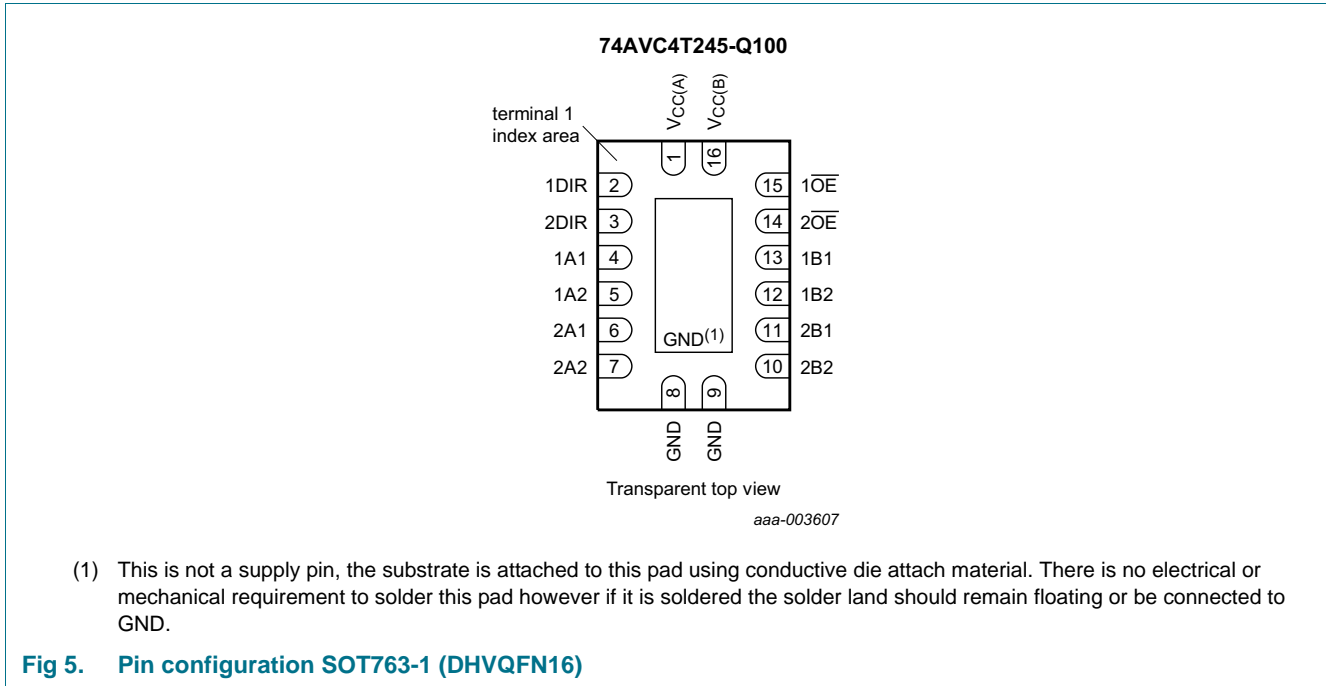 74AVC4T245-Q100
terminal 1
index area
VCC(A)
VCC(B)
1
16
1DIR 2
15 1OE
2DIR 3
14 2OE
1A1 4
13 1B1
1A2 5
12 1B2
2A1 6
11 2B1
GND(1)
2A2 7
10 2B2
8
9
GND
GND
Transparent top view
aaa-003607
(1) This is not a supply pin, the substrate is attached to this pad using conductive die attach material. There is no electrical or
mechanical requirement to solder this pad however if it is soldered the solder land should remain floating or be connected to
GND.
Fig 5. Pin configuration SOT763-1 (DHVQFN16)